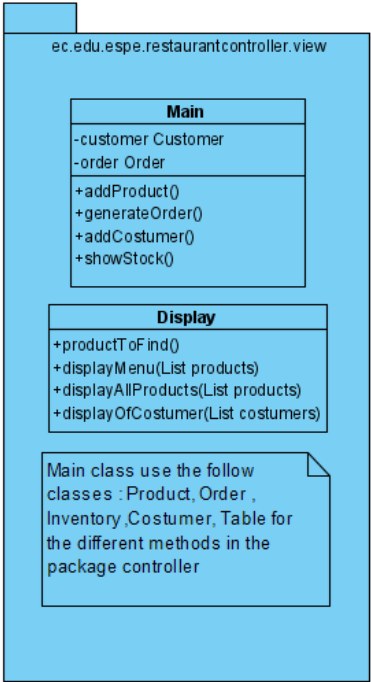 ec.edu.espe.restaurantcontroller.view
Main
-customer Customer
-order Order
+addProduct()
+generateOrder()
+addCostumer()
+showStock()
Display
+productToFind()
+displayMenu(List products)
+displayAllProducts(List products)
+displayOfCostumer(List costumers)
Main class use the follow
classes : Product, Order ,
Inventory ,Costumer, Table for
the different methods in the
package controller